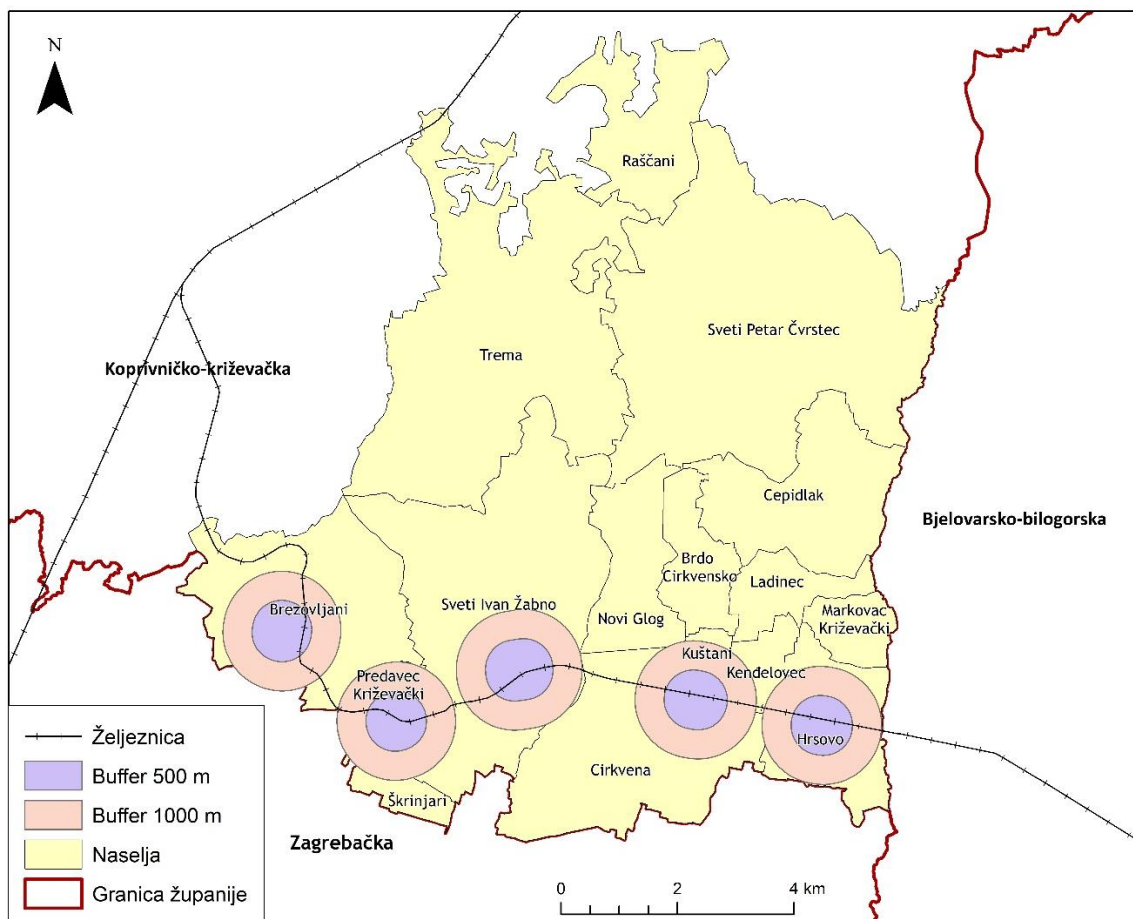 N
Raščani
Sveti Petar Čvrstec
Trema
Koprivničko-križevačka
Cepidlak
Bjelovarsko-bilogorska
Brdo
Cirkvensko
Ladinec
Brezovljani
Sveti Ivan Žabno
Novi Glog
Markovac
Križevački
Kuštani
Kenđelovec
Predavec
Križevački
Hrsovo
Cirkvena
Škrinjari
Zagrebačka
Željeznica
Buffer 500 m
Buffer 1000 m
Naselja
Granica županije
0 2 4 km